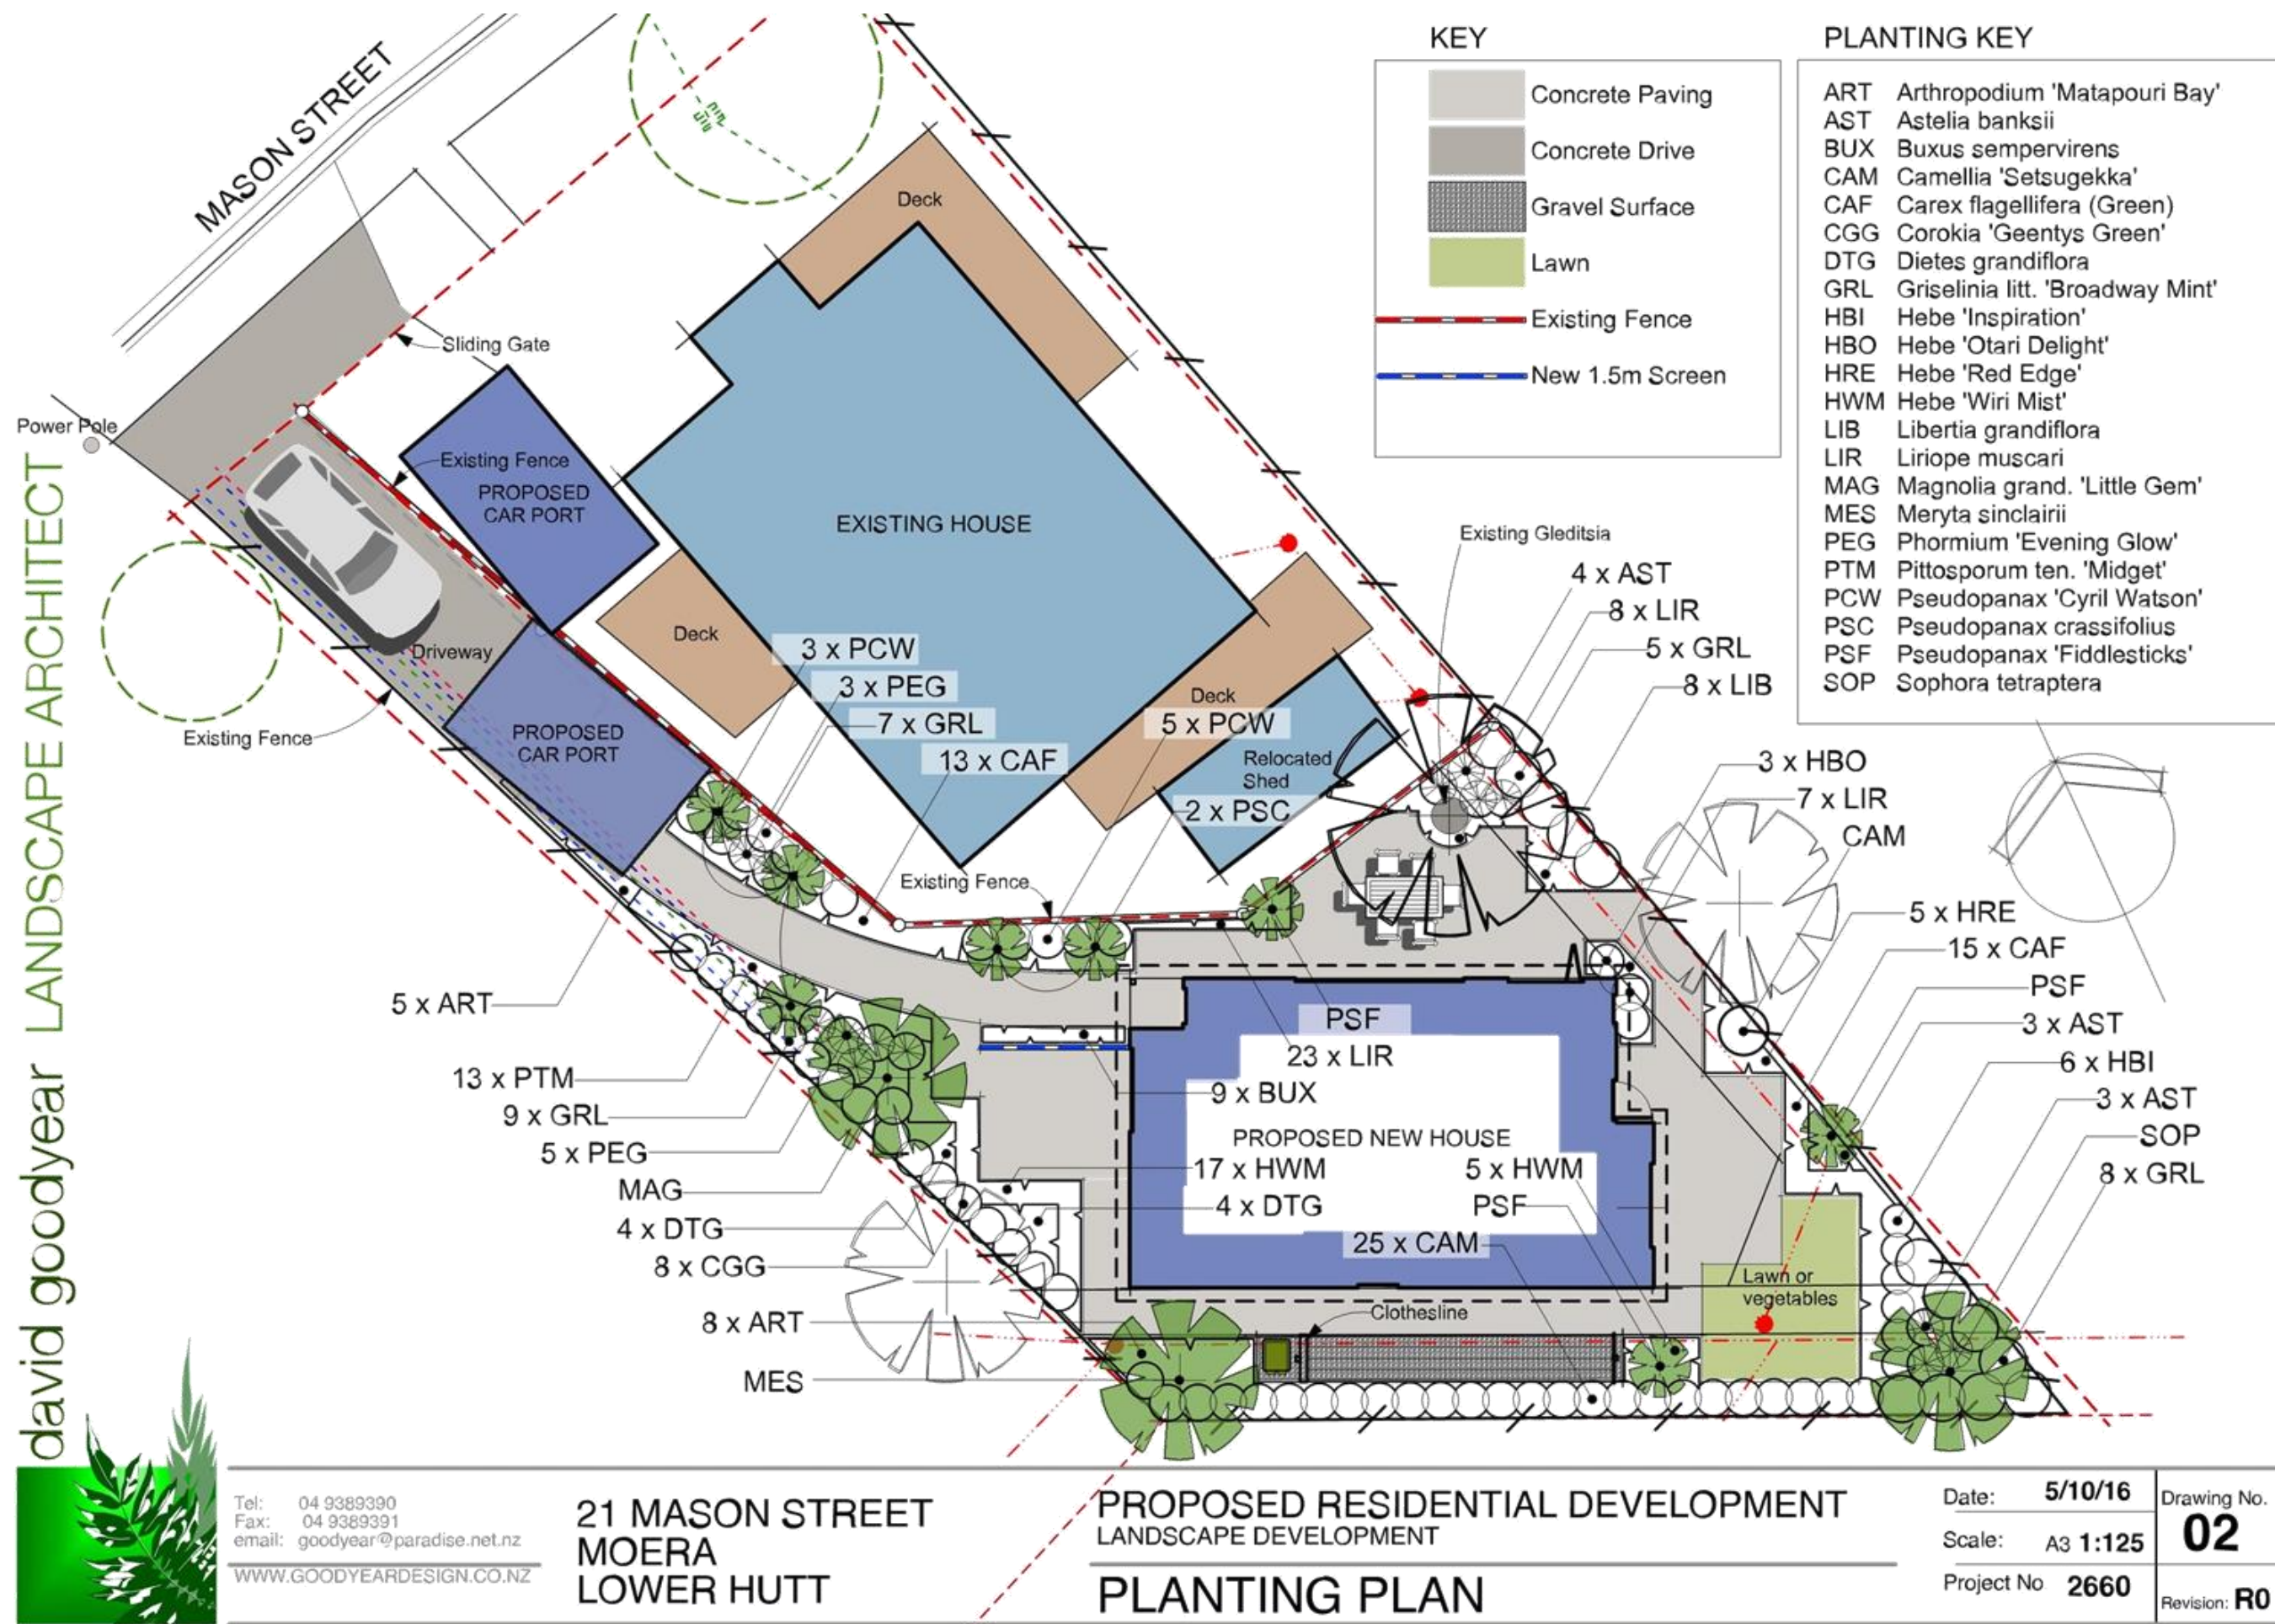 MASON STREET
Deck
Sliding Gate
Power Pole
Existing Fence
PROPOSED
CAR PORT
EXISTING HOUSE
Driveway
Deck
Existing Fence
PROPOSED
CAR PORT
Deck
Relocated
Shed
Existing Fence
Existing Gleditsia
3 x PCW
3 x PEG
7 x GRL
13 x CAF
5 x PCW
2 x PSC
4 x AST
8 x LIR
5 x GRL
8 x LIB
3 x HBO
7 x LIR
CAM
5 x HRE
15 x CAF
PSF
3 x AST
6 x HBI
3 x AST
SOP
8 x GRL
5 x ART
13 x PTM
9 x GRL
5 x PEG
MAG
4 x DTG
8 x CGG
8 x ART
MES
PSF
23 x LIR
9 x BUX
PROPOSED NEW HOUSE
17 x HWM
5 x HWM
4 x DTG
PSF
25 x CAM
Clothesline
Lawn or
vegetables
KEY
Concrete Paving
Concrete Drive
Gravel Surface
Lawn
Existing Fence
New 1.5m Screen
PLANTING KEY
ART Arthropodium 'Matapouri Bay'
AST Astelia banksii
BUX Buxus sempervirens
CAM Camellia 'Setsugekka'
CAF Carex flagellifera (Green)
CGG Corokia 'Geentys Green'
DTG Dietes grandiflora
GRL Griselinia litt. 'Broadway Mint'
HBI Hebe 'Inspiration'
HBO Hebe 'Otari Delight'
HRE Hebe 'Red Edge'
HWM Hebe 'Wiri Mist'
LIB Libertia grandiflora
LIR Liriope muscari
MAG Magnolia grand. 'Little Gem'
MES Meryta sinclairii
PEG Phormium 'Evening Glow'
PTM Pittosporum ten. 'Midget'
PCW Pseudopanax 'Cyril Watson'
PSC Pseudopanax crassifolius
PSF Pseudopanax 'Fiddlesticks'
SOP Sophora tetraptera
david goodyear LANDSCAPE ARCHITECT
Tel: 04 9389390
Fax: 04 9389391
email: goodyear@paradise.net.nz
WWW.GOODYEARDESIGN.CO.NZ
21 MASON STREET
MOERA
LOWER HUTT
PROPOSED RESIDENTIAL DEVELOPMENT
LANDSCAPE DEVELOPMENT
PLANTING PLAN
Date: 5/10/16
Scale: A3 1:125
Project No 2660
Drawing No.
02
Revision: R0